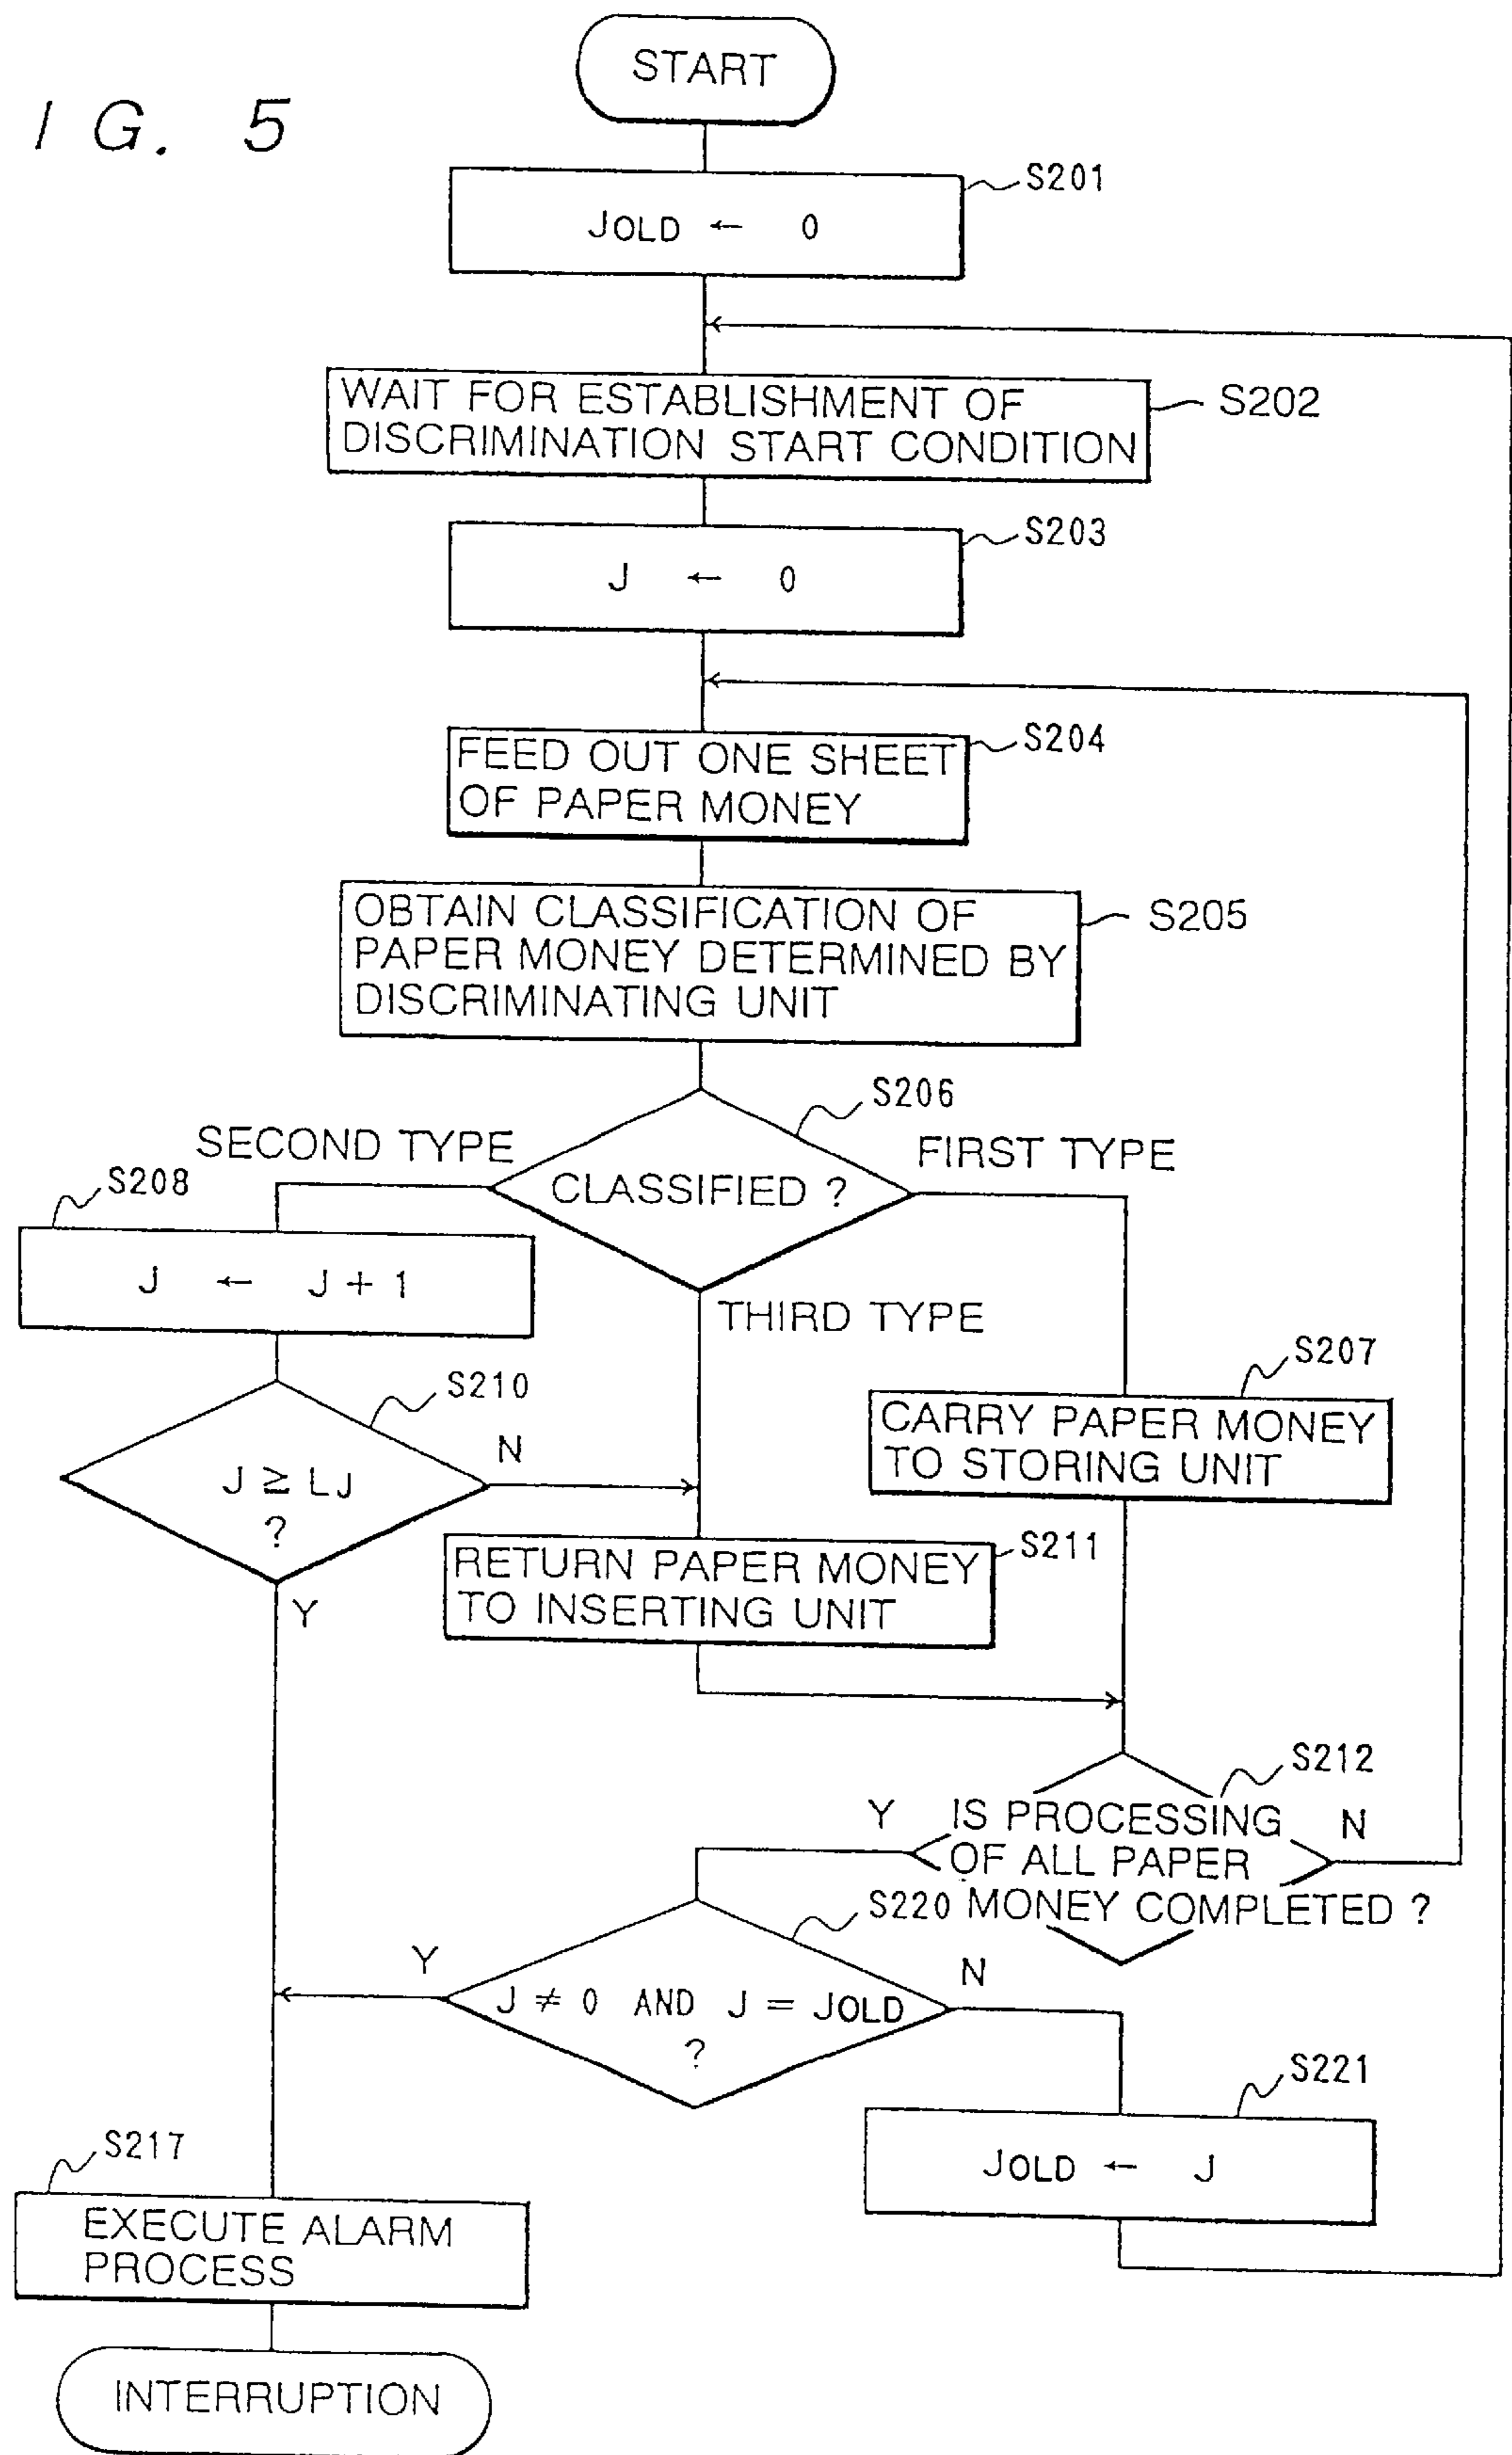 START
I G. 5
S201
JOLD ← 0
WAIT FOR ESTABLISHMENT OF
DISCRIMINATION START CONDITION
S202
S203
J ← 0
S204
FEED OUT ONE SHEET
OF PAPER MONEY
OBTAIN CLASSIFICATION OF
PAPER MONEY DETERMINED BY
DISCRIMINATING UNIT
S205
S206
SECOND TYPE
FIRST TYPE
CLASSIFIED ?
S208
J ← J + 1
THIRD TYPE
S207
CARRY PAPER MONEY
TO STORING UNIT
S210
N
J ≥ LJ
?
Y
S211
RETURN PAPER MONEY
TO INSERTING UNIT
S212
Y
IS PROCESSING
OF ALL PAPER
MONEY COMPLETED ?
N
S220
Y
N
J ≠ 0 AND J = JOLD
?
S221
JOLD ← J
S217
EXECUTE ALARM
PROCESS
INTERRUPTION